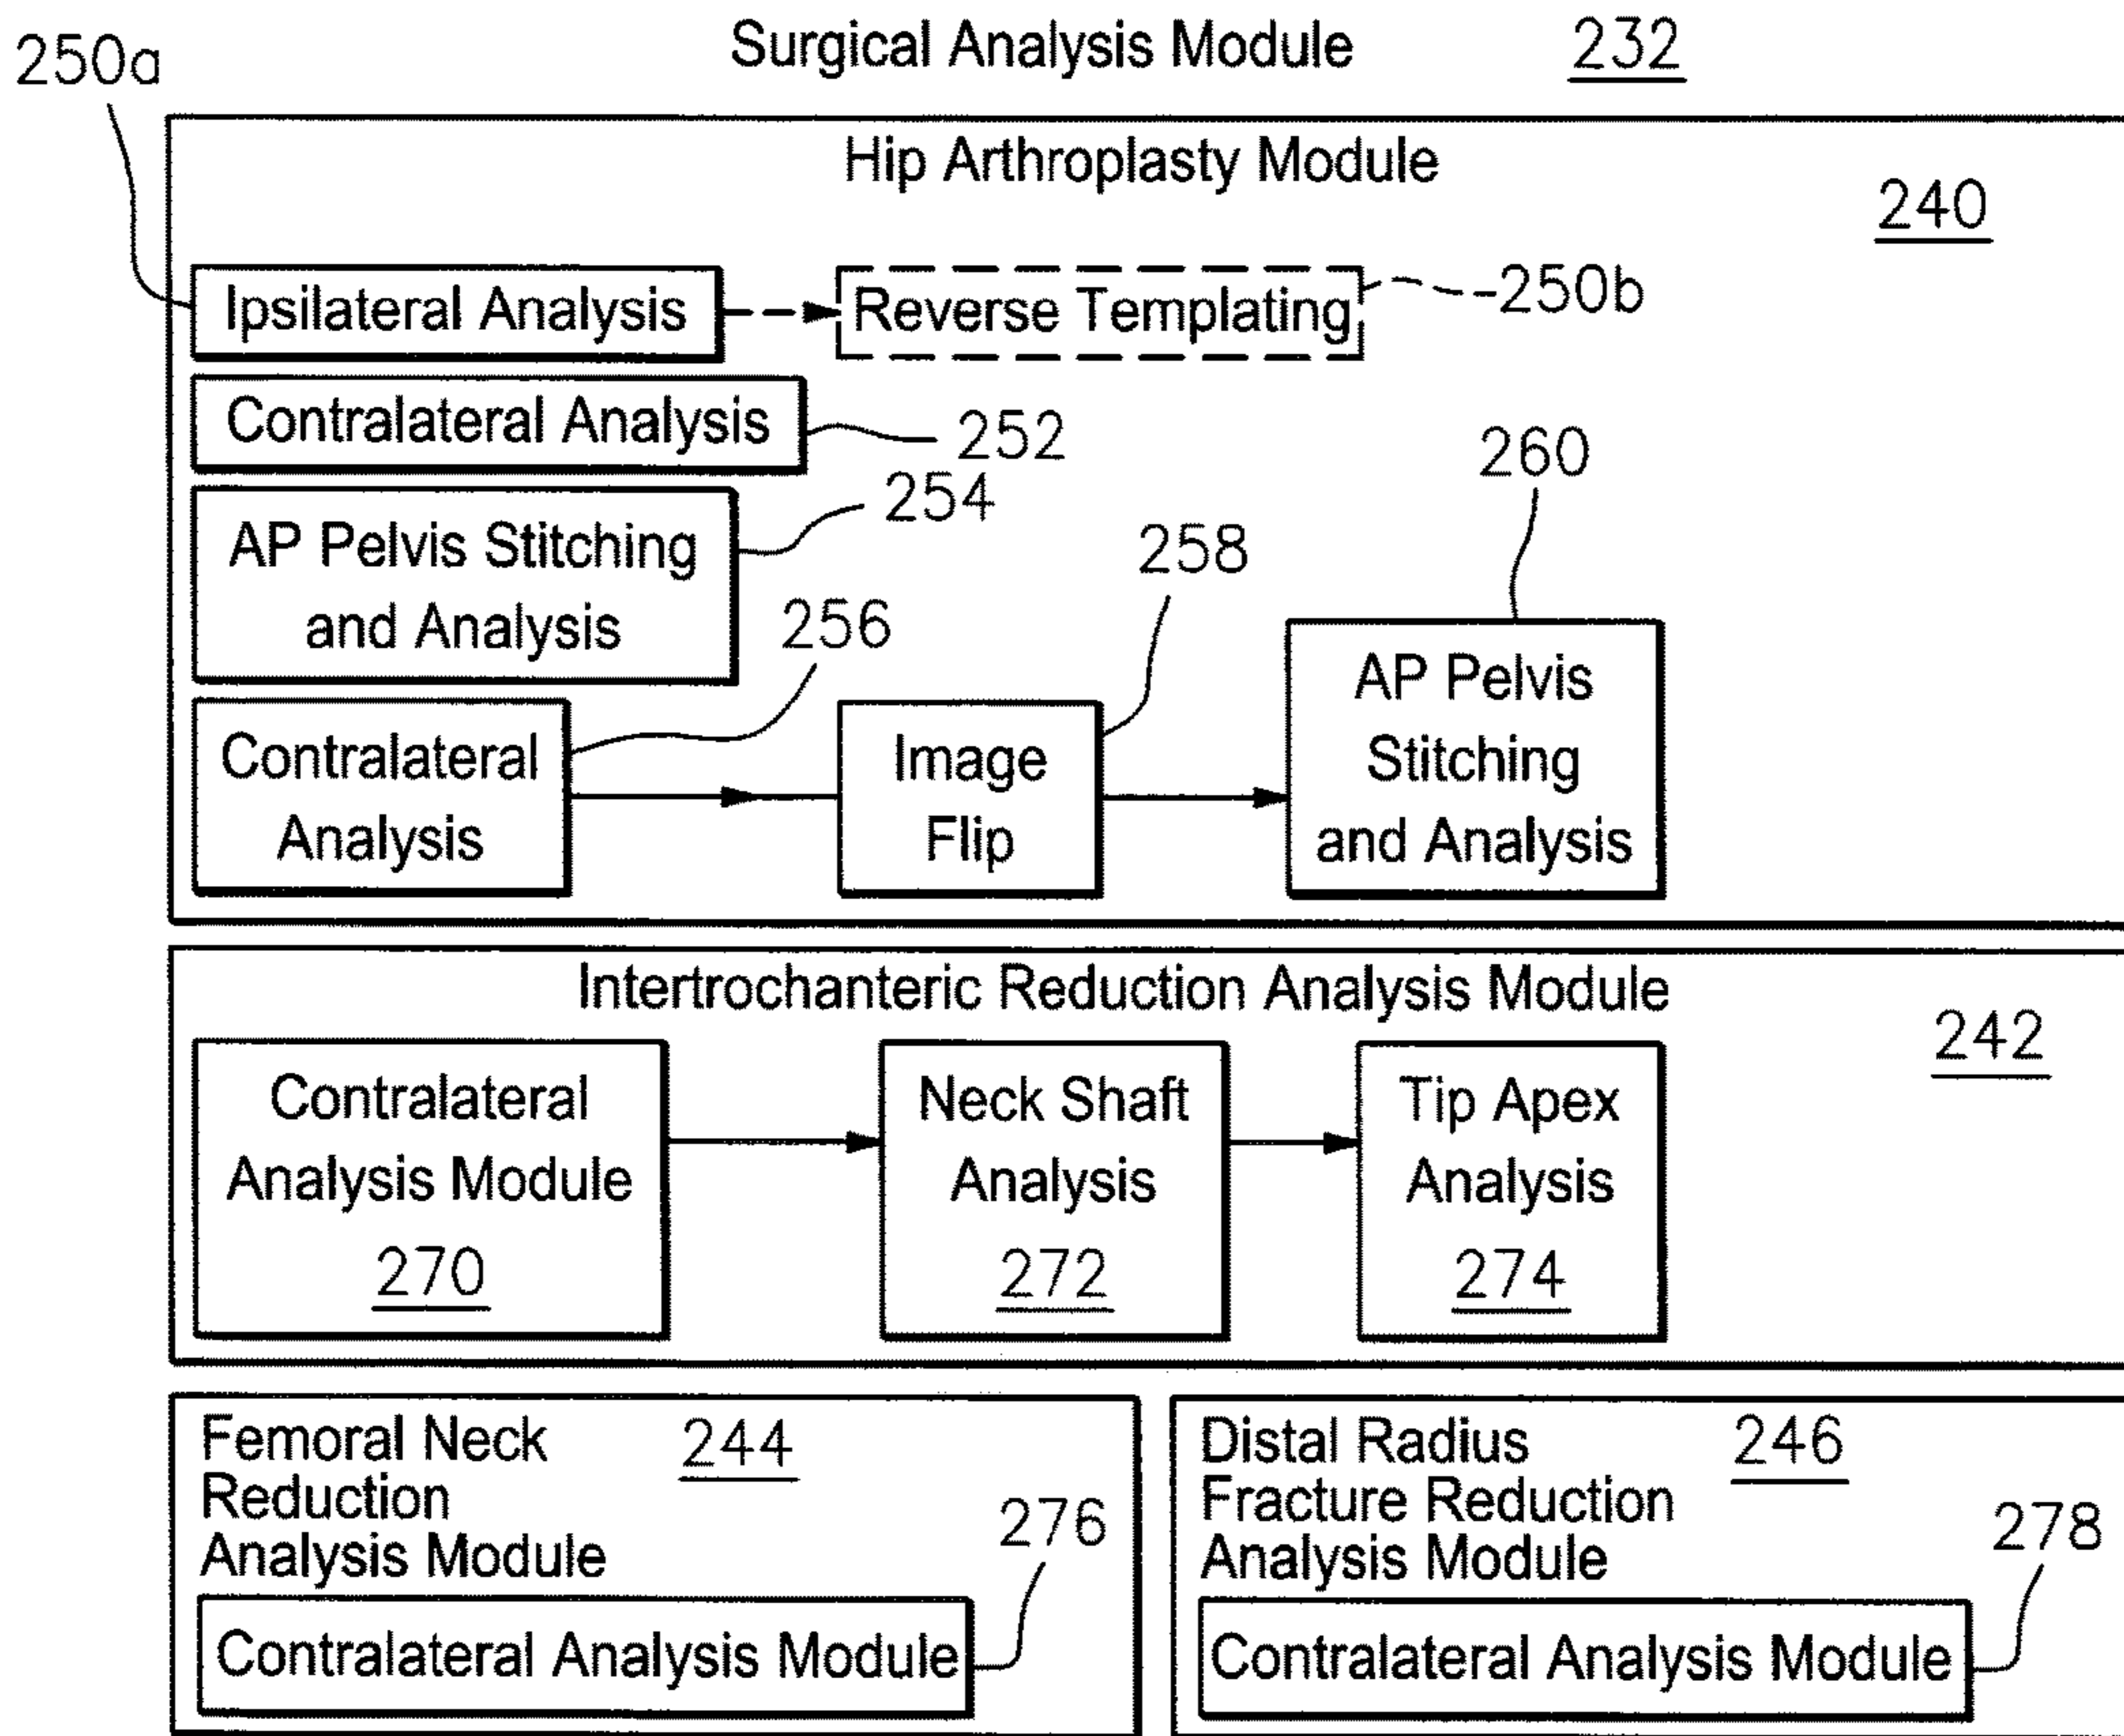 Surgical Analysis Module 232
250a
Hip Arthroplasty Module
240
Ipsilateral Analysis
Reverse Templating
250b
Contralateral Analysis
252
254
AP Pelvis Stitching
and Analysis
256
258
260
Contralateral
Analysis
Image
Flip
AP Pelvis
Stitching
and Analysis
Intertrochanteric Reduction Analysis Module
242
Contralateral
Analysis Module
270
Neck Shaft
Analysis
272
Tip Apex
Analysis
274
Femoral Neck
Reduction
Analysis Module
244
276
Contralateral Analysis Module
Distal Radius
Fracture Reduction
Analysis Module
246
278
Contralateral Analysis Module